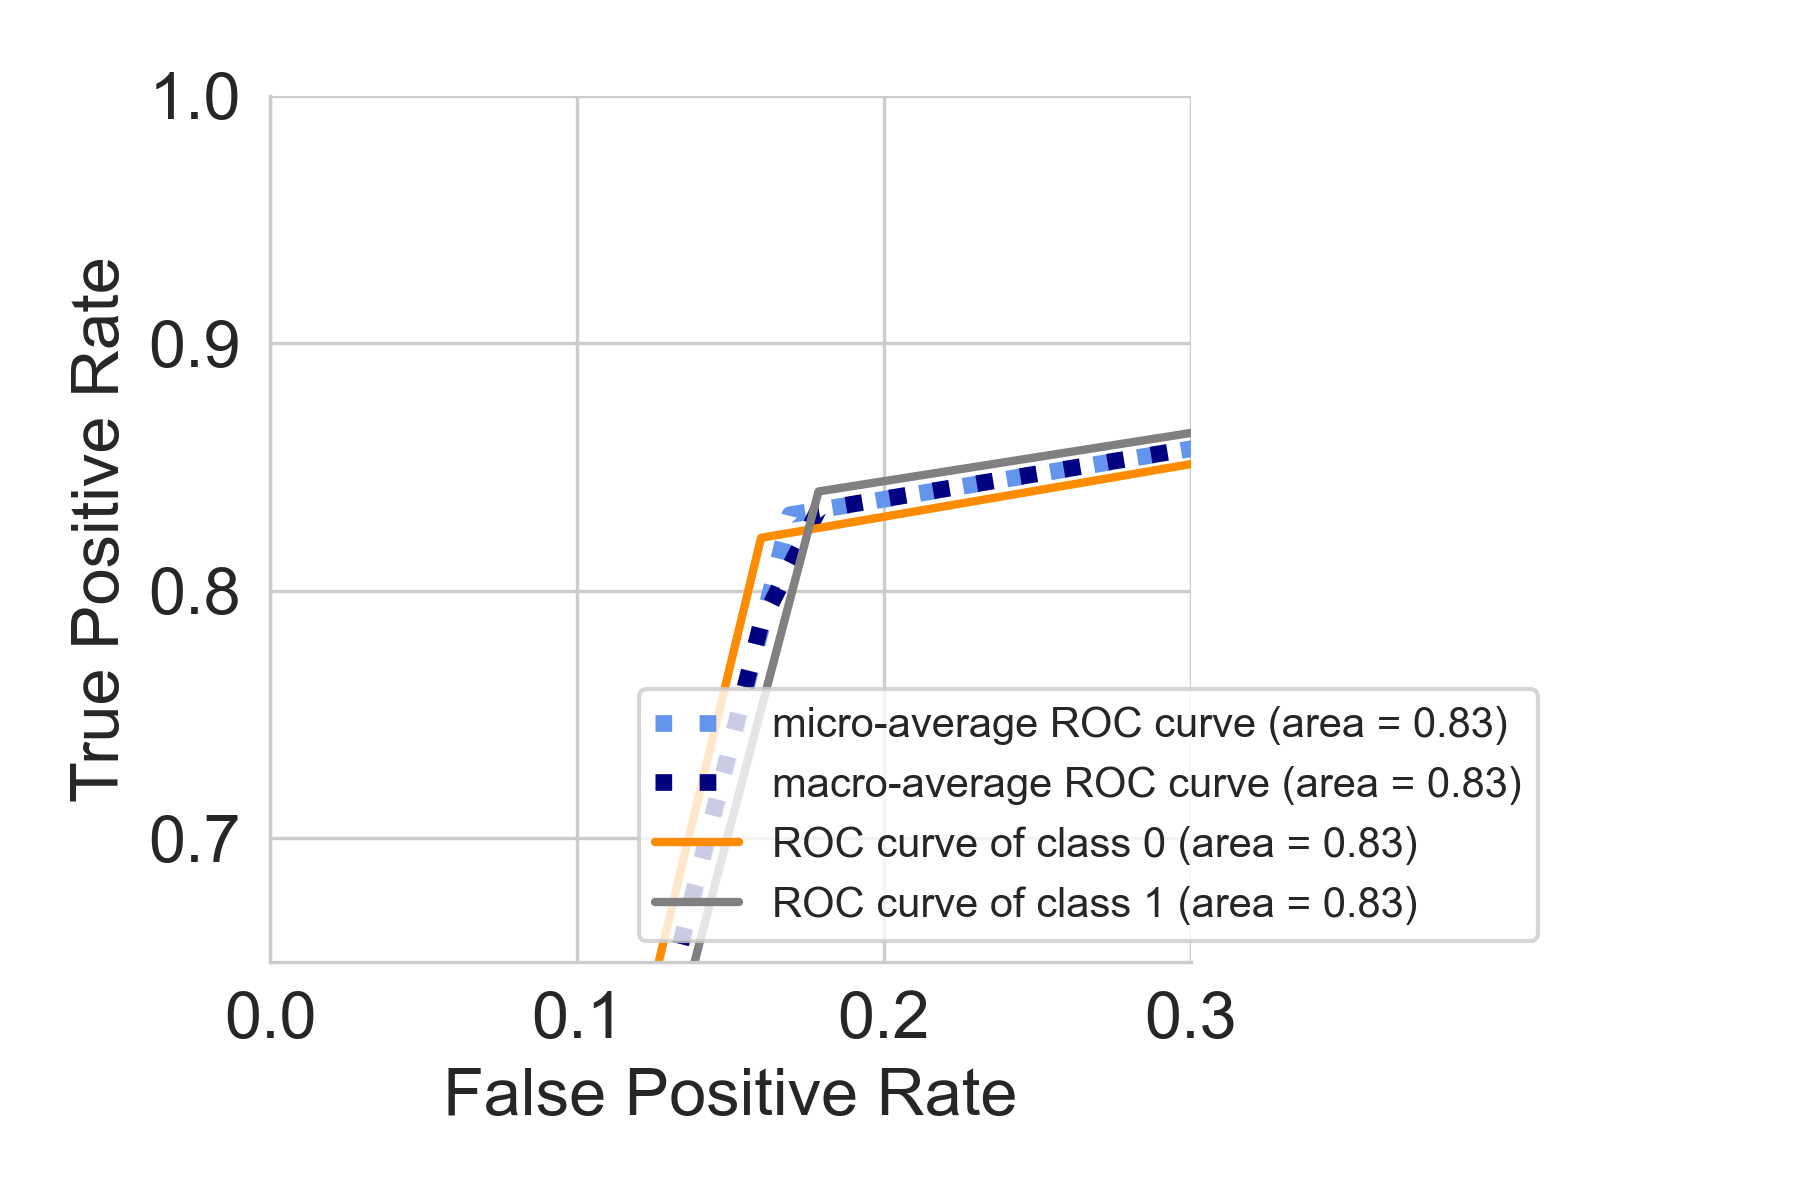 1.0
0.9
0.8
0.7
True Positive Rate
micro-average ROC curve (area = 0.83)
macro-average ROC curve (area = 0.83)
ROC curve of class 0 (area = 0.83)
ROC curve of class 1 (area = 0.83)
0.0 0.1 0.2 0.3
False Positive Rate